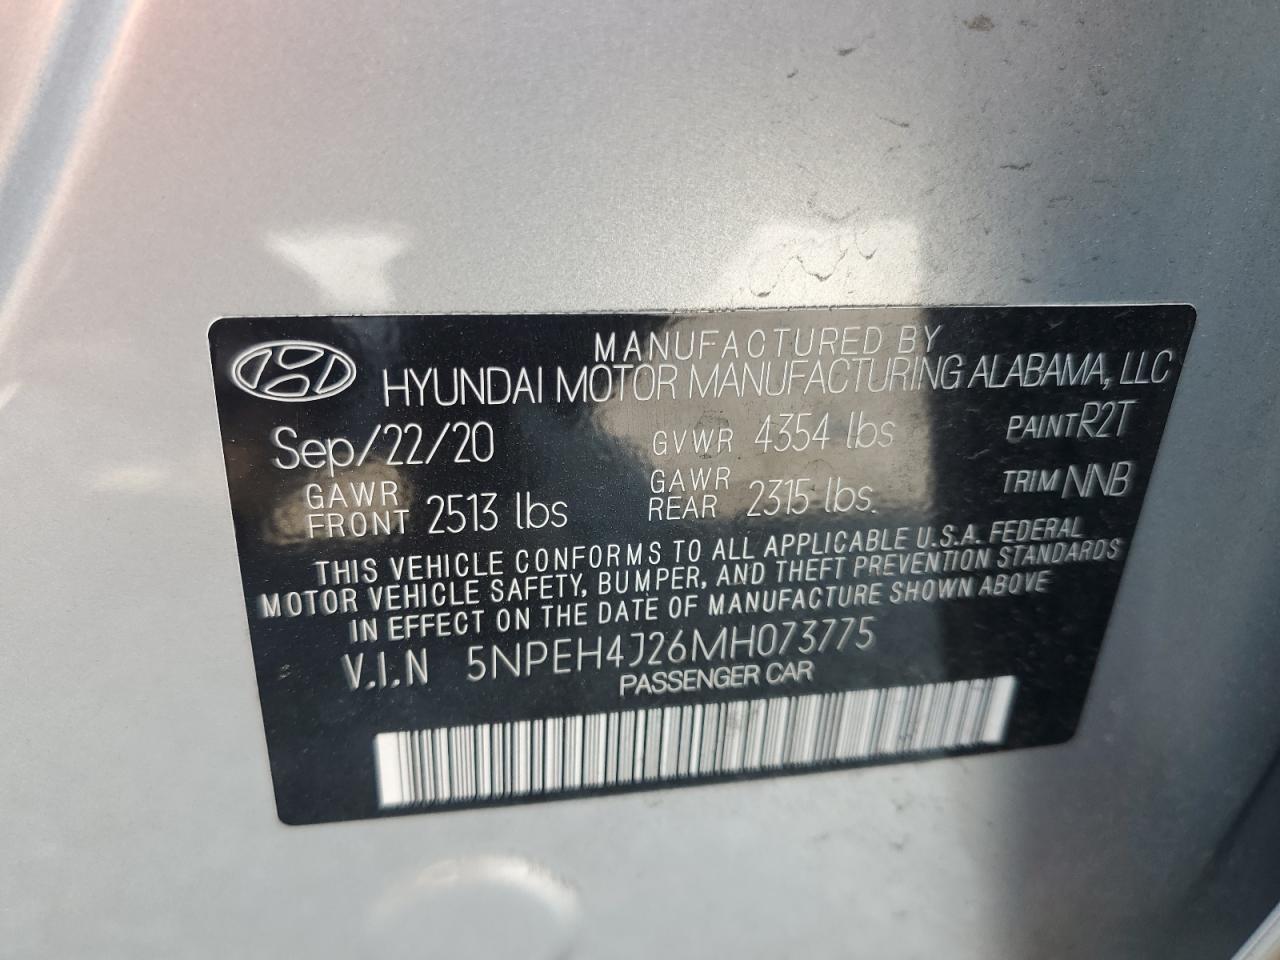 MANUFACTURED BY
HYUNDAI MOTOR MANUFACTURING ALABAMA, LLC
Sep/22/20 GVWR 4354 lbs PAINT R2T
GAWR FRONT 2513 lbs GAWR REAR 2315 lbs. TRIM NNB
THIS VEHICLE CONFORMS TO ALL APPLICABLE U.S.A. FEDERAL
MOTOR VEHICLE SAFETY, BUMPER, AND THEFT PREVENTION STANDARDS
IN EFFECT ON THE DATE OF MANUFACTURE SHOWN ABOVE
V.I.N 5NPEH4J26MH073775
PASSENGER CAR